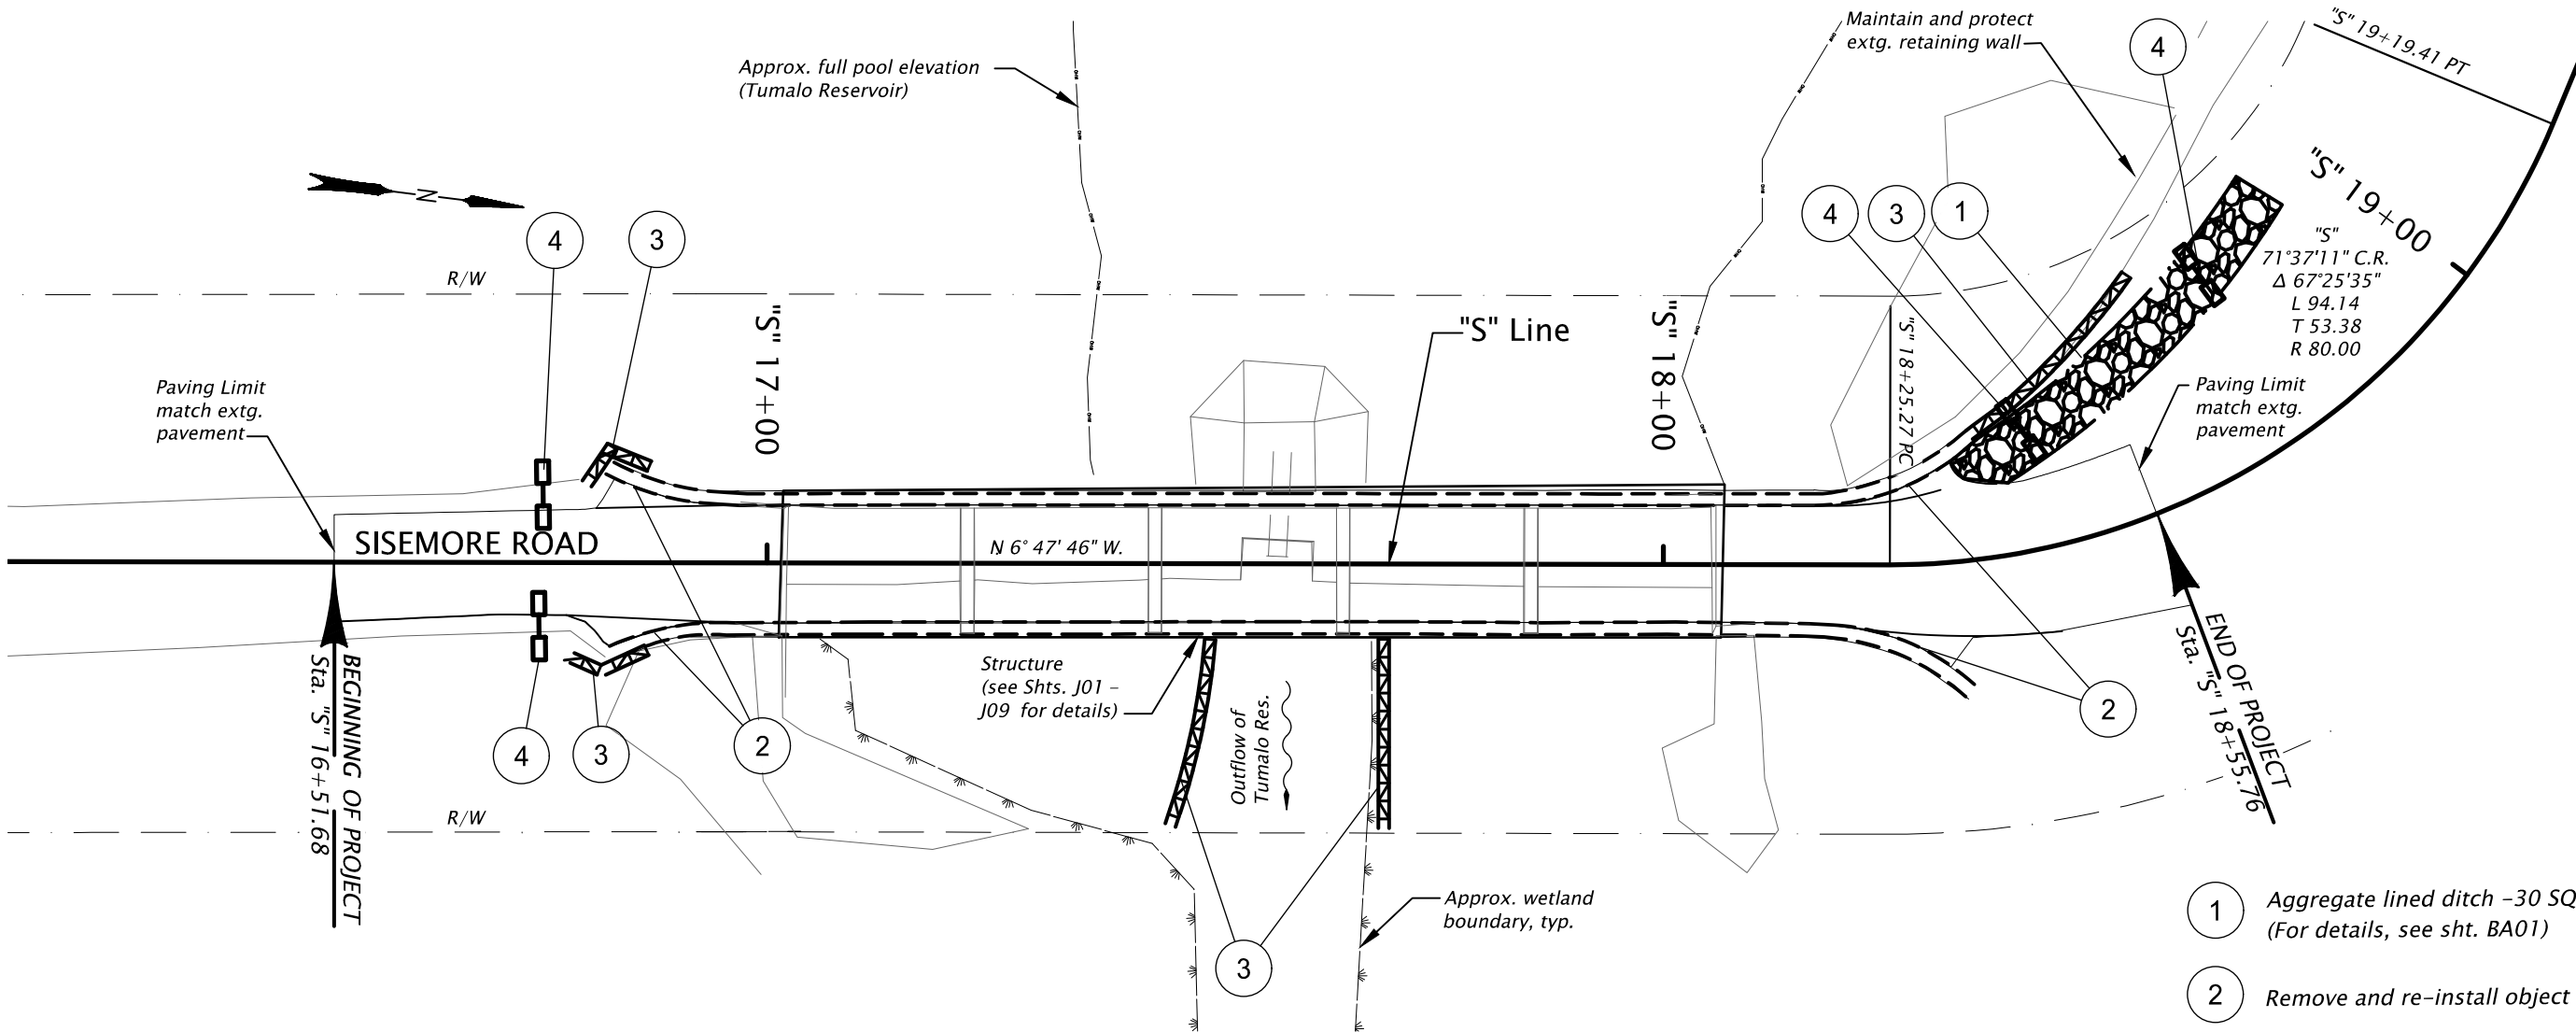 Approx. full pool elevation
(Tumalo Reservoir)
Maintain and protect
extg. retaining wall
4
"S" 19+19.41 PT
N
4
3
R/W
4
3
1
"S" 19+00
"S"
71°37'11" C.R.
Δ 67°25'35"
L 94.14
T 53.38
R 80.00
"S" 17+00
"S" Line
"S" 18+00
"S" 18+25.27 PC
Paving Limit
match extg.
pavement
Paving Limit
match extg.
pavement
SISEMORE ROAD
N 6° 47' 46" W.
BEGINNING OF PROJECT
Sta. "S" 16+51.68
4
3
2
Structure
(see Shts. J01 –
J09 for details)
Outflow of
Tumalo Res.
2
END OF PROJECT
Sta. "S" 18+55.76
R/W
3
Approx. wetland
boundary, typ.
1
Aggregate lined ditch –30 SQ
(For details, see sht. BA01)
2
Remove and re–install object